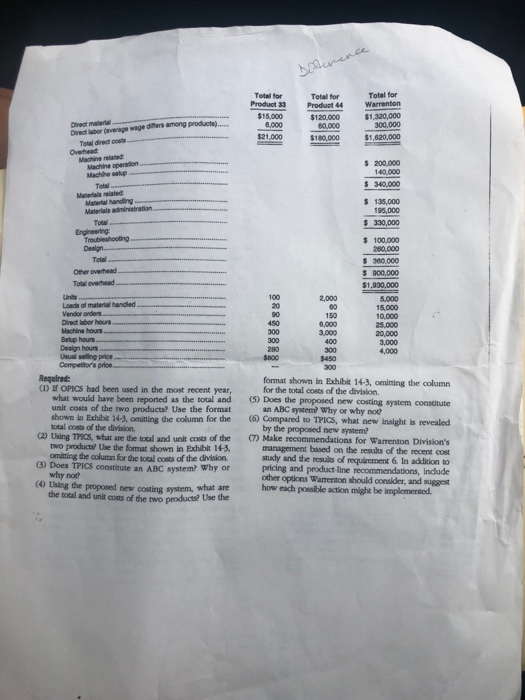 Difference
Total for Total for Total for
Product 33 Product 44 Warrenton
Direct material $15,000 $120,000 $1,320,000
Direct labor (average wage differs among products) 6,000 60,000 300,000
Total direct costs $21,000 $180,000 $1,620,000
Overhead:
Machine related:
Machine operation $ 200,000
Machine setup 140,000
Total $ 340,000
Materials related:
Material handling $ 135,000
Materials administration 195,000
Total $ 330,000
Engineering:
Troubleshooting $ 100,000
Design 260,000
Total $ 360,000
Other overhead $ 900,000
Total overhead $1,930,000
Units 100 2,000 5,000
Loads of material handled 20 60 15,000
Vendor orders 90 150 10,000
Direct labor hours 450 6,000 25,000
Machine hours 300 3,000 20,000
Setup hours 300 400 3,000
Design hours 280 300 4,000
Usual selling price $800 $450
Competitor's price — 300
Required:
(1) If OPICS had been used in the most recent year,
what would have been reported as the total and
unit costs of the two products? Use the format
shown in Exhibit 14-3, omitting the column for the
total costs of the division.
(2) Using TPICS, what are the total and unit costs of the
two products? Use the format shown in Exhibit 14-3,
omitting the column for the total costs of the division.
(3) Does TPICS constitute an ABC system? Why or
why not?
(4) Using the proposed new costing system, what are
the total and unit costs of the two products? Use the
format shown in Exhibit 14-3, omitting the column
for the total costs of the division.
(5) Does the proposed new costing system constitute
an ABC system? Why or why not?
(6) Compared to TPICS, what new insight is revealed
by the proposed new system?
(7) Make recommendations for Warrenton Division's
management based on the results of the recent cost
study and the results of requirement 6. In addition to
pricing and product-line recommendations, include
other options Warrenton should consider, and suggest
how each possible action might be implemented.